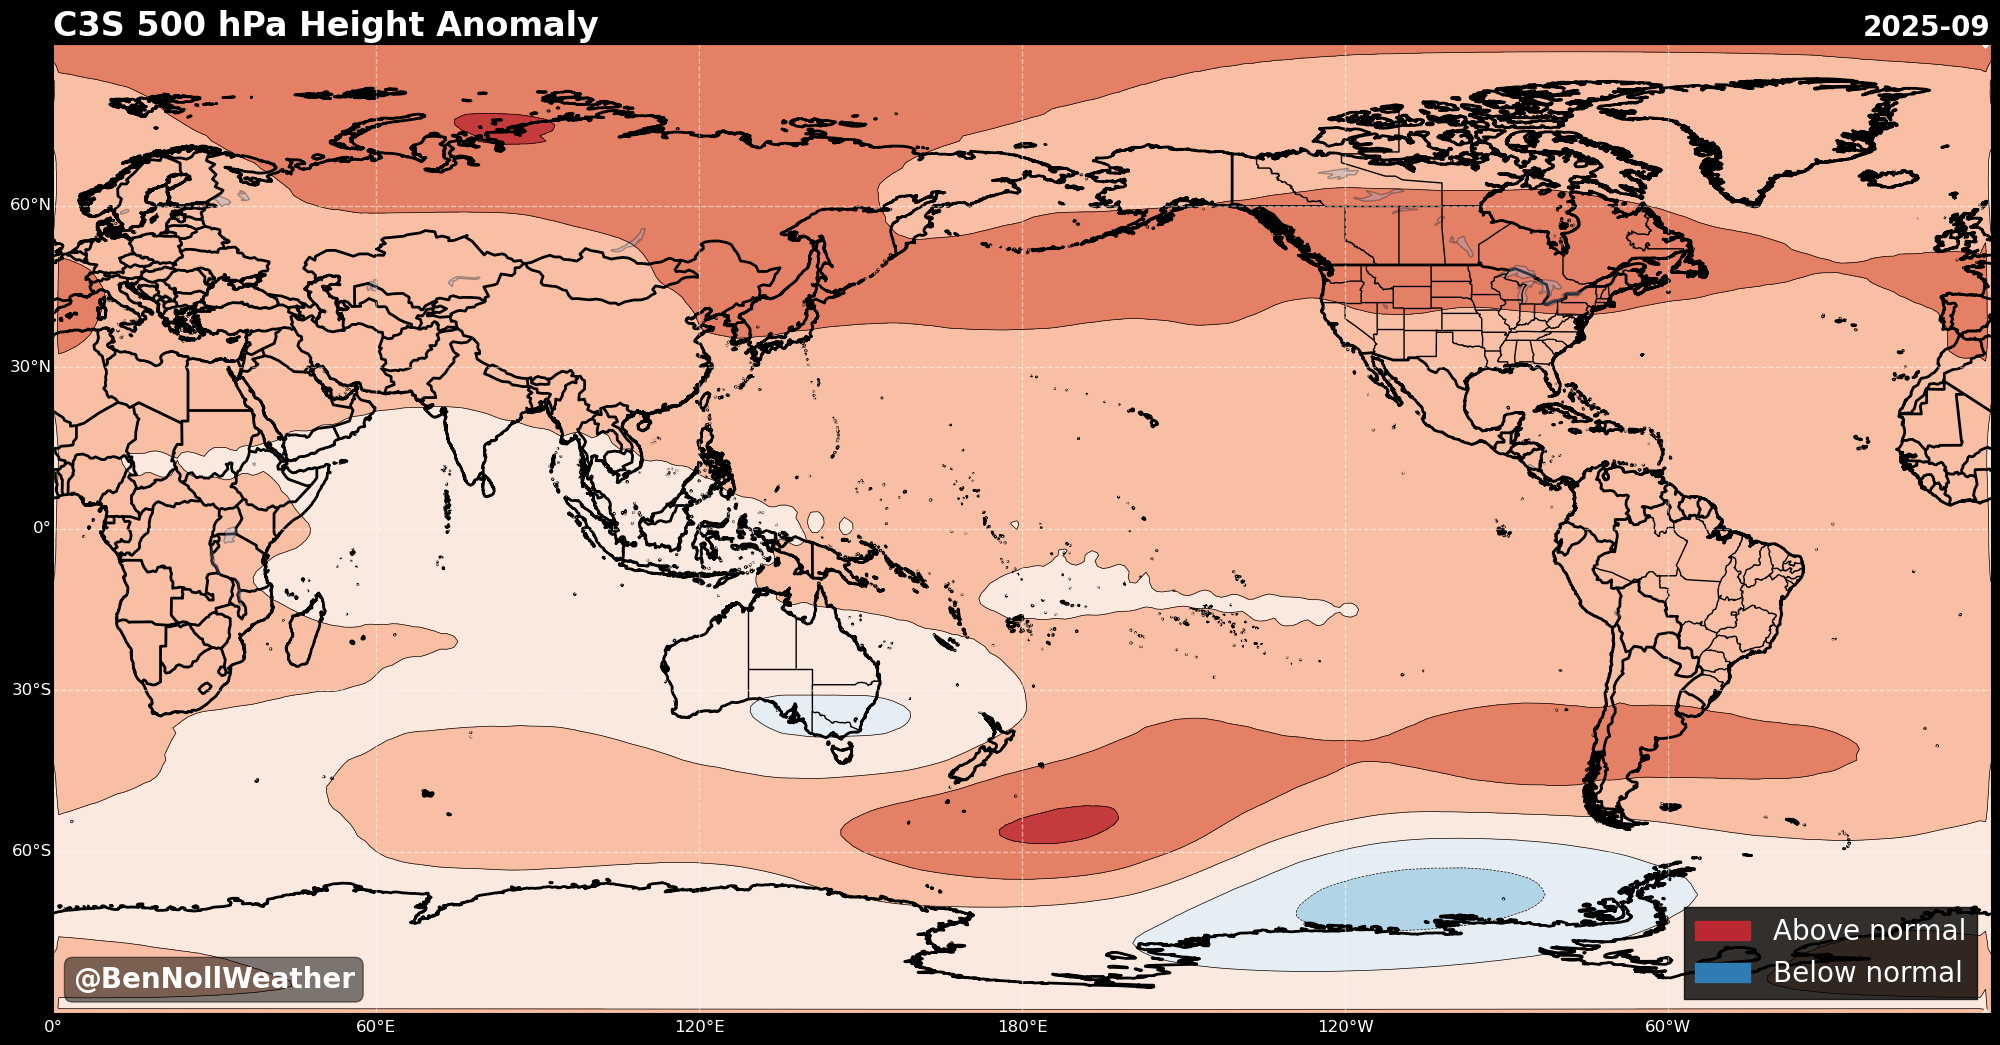 C3S 500 hPa Height Anomaly
2025-09
60°N
30°N
0°
30°S
60°S
0°
60°E
120°E
180°E
120°W
60°W
@BenNollWeather
Above normal
Below normal